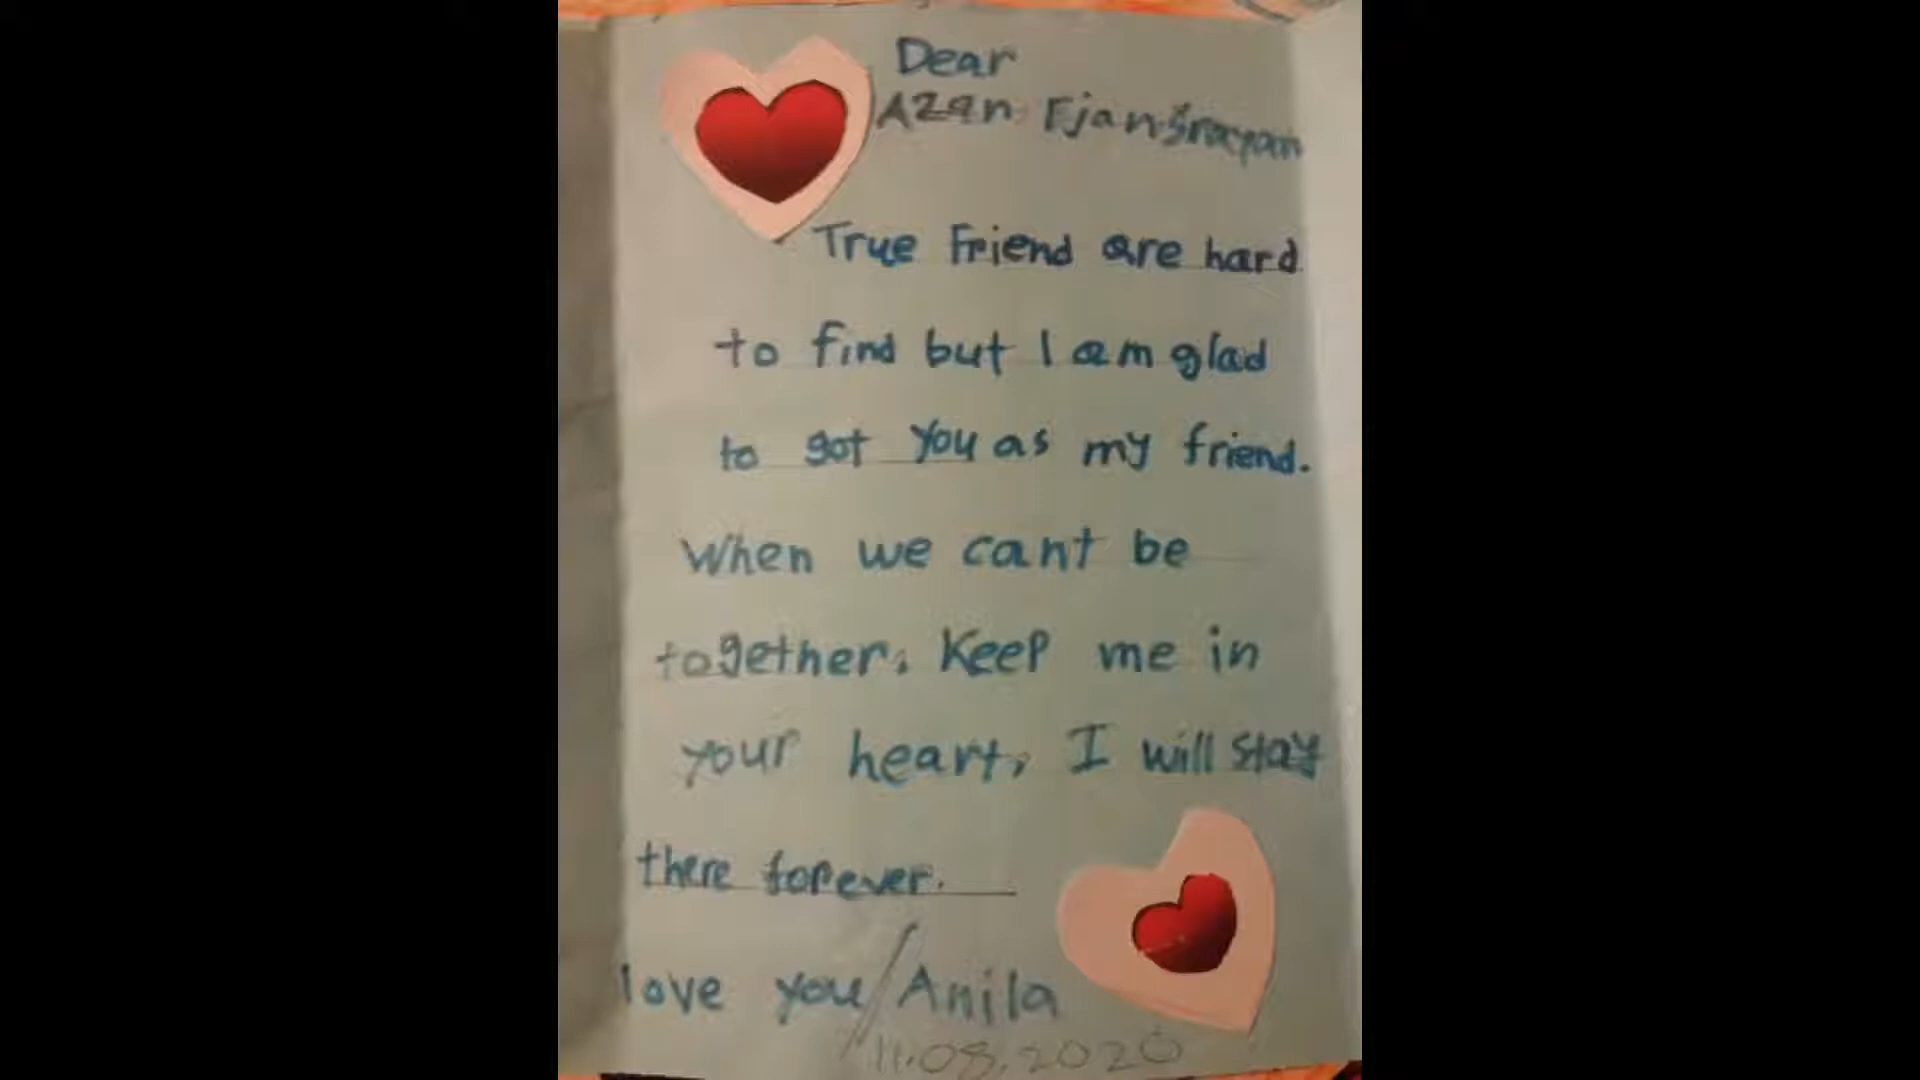 Dear
Azan Ejan
True Friend are hard
to find but I am glad
to got you as my friend.
When we cant be
together, Keep me in
your heart, I will stay
there forever.
love you/Anila
11.08.2020